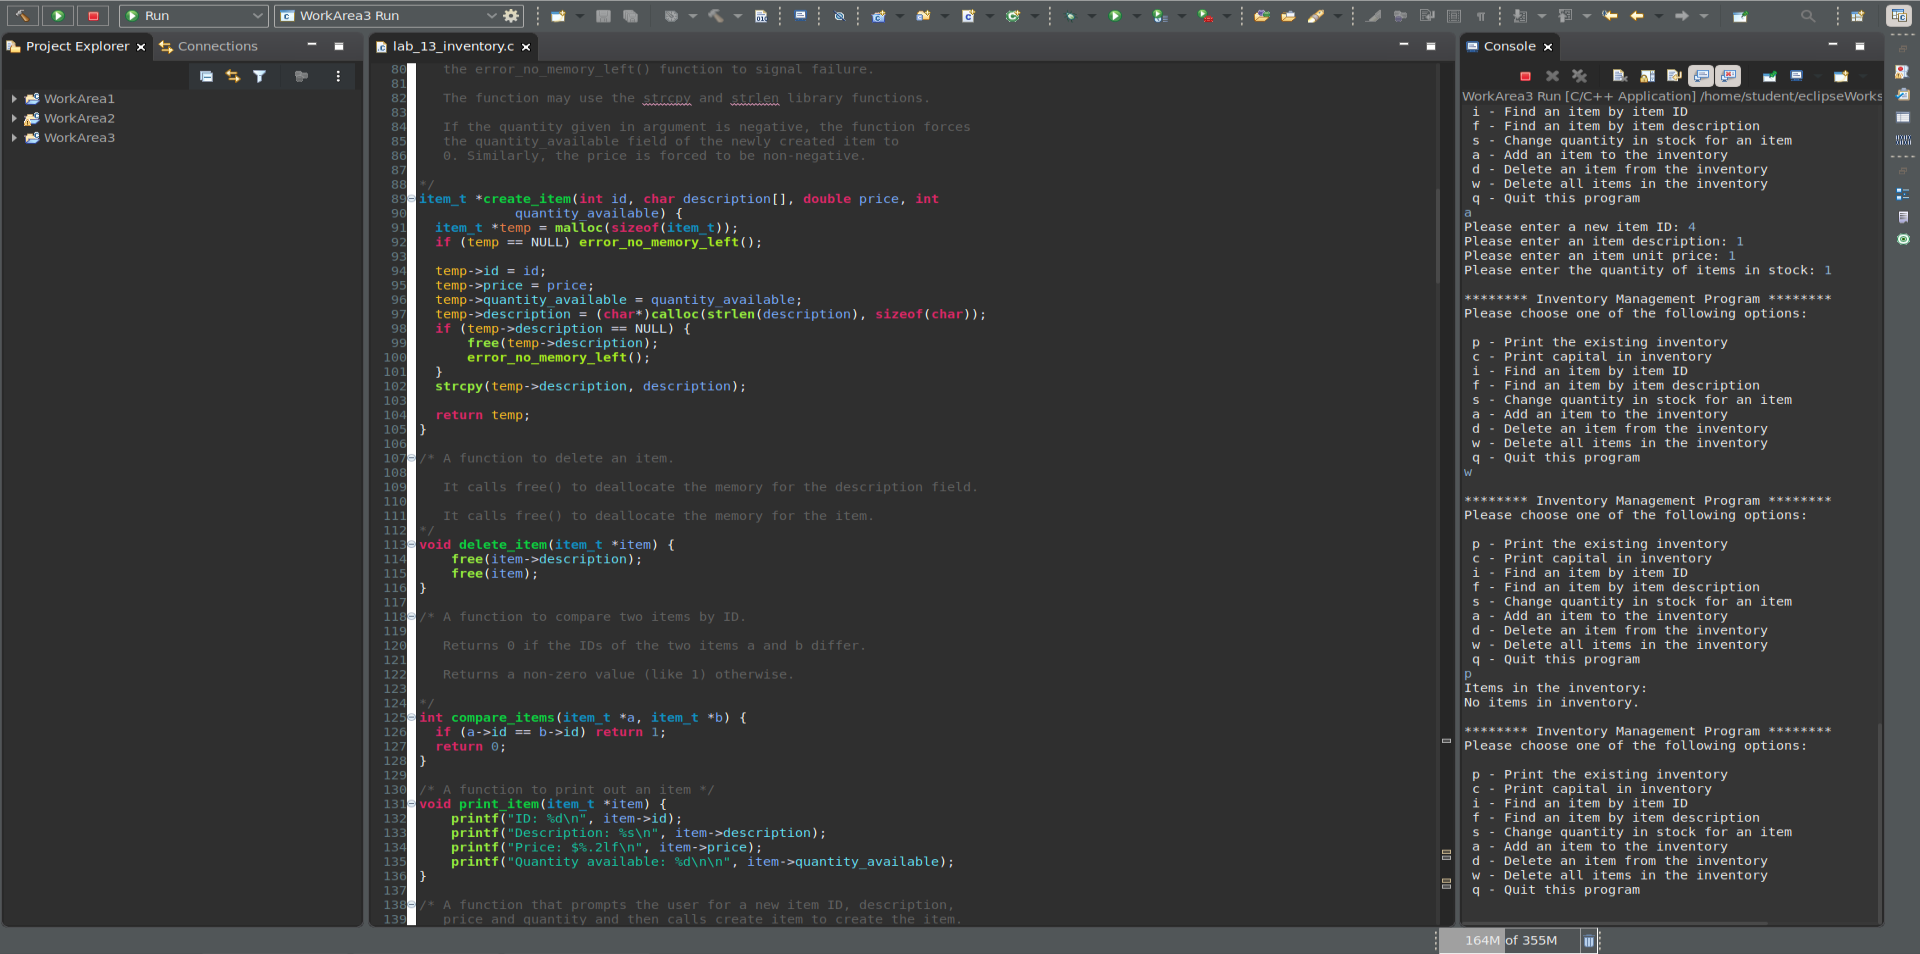 Run
WorkArea3 Run
Project Explorer
Connections
WorkArea1
WorkArea2
WorkArea3
lab_13_inventory.c
80 the error_no_memory_left() function to signal failure.
81
82 The function may use the strcpy and strlen library functions.
83
84 If the quantity given in argument is negative, the function forces
85 the quantity_available field of the newly created item to
86 0. Similarly, the price is forced to be non-negative.
87
88 */
89 item_t *create_item(int id, char description[], double price, int
90 quantity_available) {
91 item_t *temp = malloc(sizeof(item_t));
92 if (temp == NULL) error_no_memory_left();
93
94 temp->id = id;
95 temp->price = price;
96 temp->quantity_available = quantity_available;
97 temp->description = (char*)calloc(strlen(description), sizeof(char));
98 if (temp->description == NULL) {
99 free(temp->description);
100 error_no_memory_left();
101 }
102 strcpy(temp->description, description);
103
104 return temp;
105 }
106
107 /* A function to delete an item.
108
109 It calls free() to deallocate the memory for the description field.
110
111 It calls free() to deallocate the memory for the item.
112 */
113 void delete_item(item_t *item) {
114 free(item->description);
115 free(item);
116 }
117
118 /* A function to compare two items by ID.
119
120 Returns 0 if the IDs of the two items a and b differ.
121
122 Returns a non-zero value (like 1) otherwise.
123
124 */
125 int compare_items(item_t *a, item_t *b) {
126 if (a->id == b->id) return 1;
127 return 0;
128 }
129
130 /* A function to print out an item */
131 void print_item(item_t *item) {
132 printf("ID: %d\n", item->id);
133 printf("Description: %s\n", item->description);
134 printf("Price: $%.2lf\n", item->price);
135 printf("Quantity available: %d\n\n", item->quantity_available);
136 }
137
138 /* A function that prompts the user for a new item ID, description,
139 price and quantity and then calls create item to create the item.
Console
WorkArea3 Run [C/C++ Application] /home/student/eclipseWorks
i - Find an item by item ID
f - Find an item by item description
s - Change quantity in stock for an item
a - Add an item to the inventory
d - Delete an item from the inventory
w - Delete all items in the inventory
q - Quit this program
a
Please enter a new item ID: 4
Please enter an item description: 1
Please enter an item unit price: 1
Please enter the quantity of items in stock: 1
******** Inventory Management Program ********
Please choose one of the following options:
p - Print the existing inventory
c - Print capital in inventory
i - Find an item by item ID
f - Find an item by item description
s - Change quantity in stock for an item
a - Add an item to the inventory
d - Delete an item from the inventory
w - Delete all items in the inventory
q - Quit this program
w
******** Inventory Management Program ********
Please choose one of the following options:
p - Print the existing inventory
c - Print capital in inventory
i - Find an item by item ID
f - Find an item by item description
s - Change quantity in stock for an item
a - Add an item to the inventory
d - Delete an item from the inventory
w - Delete all items in the inventory
q - Quit this program
p
Items in the inventory:
No items in inventory.
******** Inventory Management Program ********
Please choose one of the following options:
p - Print the existing inventory
c - Print capital in inventory
i - Find an item by item ID
f - Find an item by item description
s - Change quantity in stock for an item
a - Add an item to the inventory
d - Delete an item from the inventory
w - Delete all items in the inventory
q - Quit this program
164M of 355M